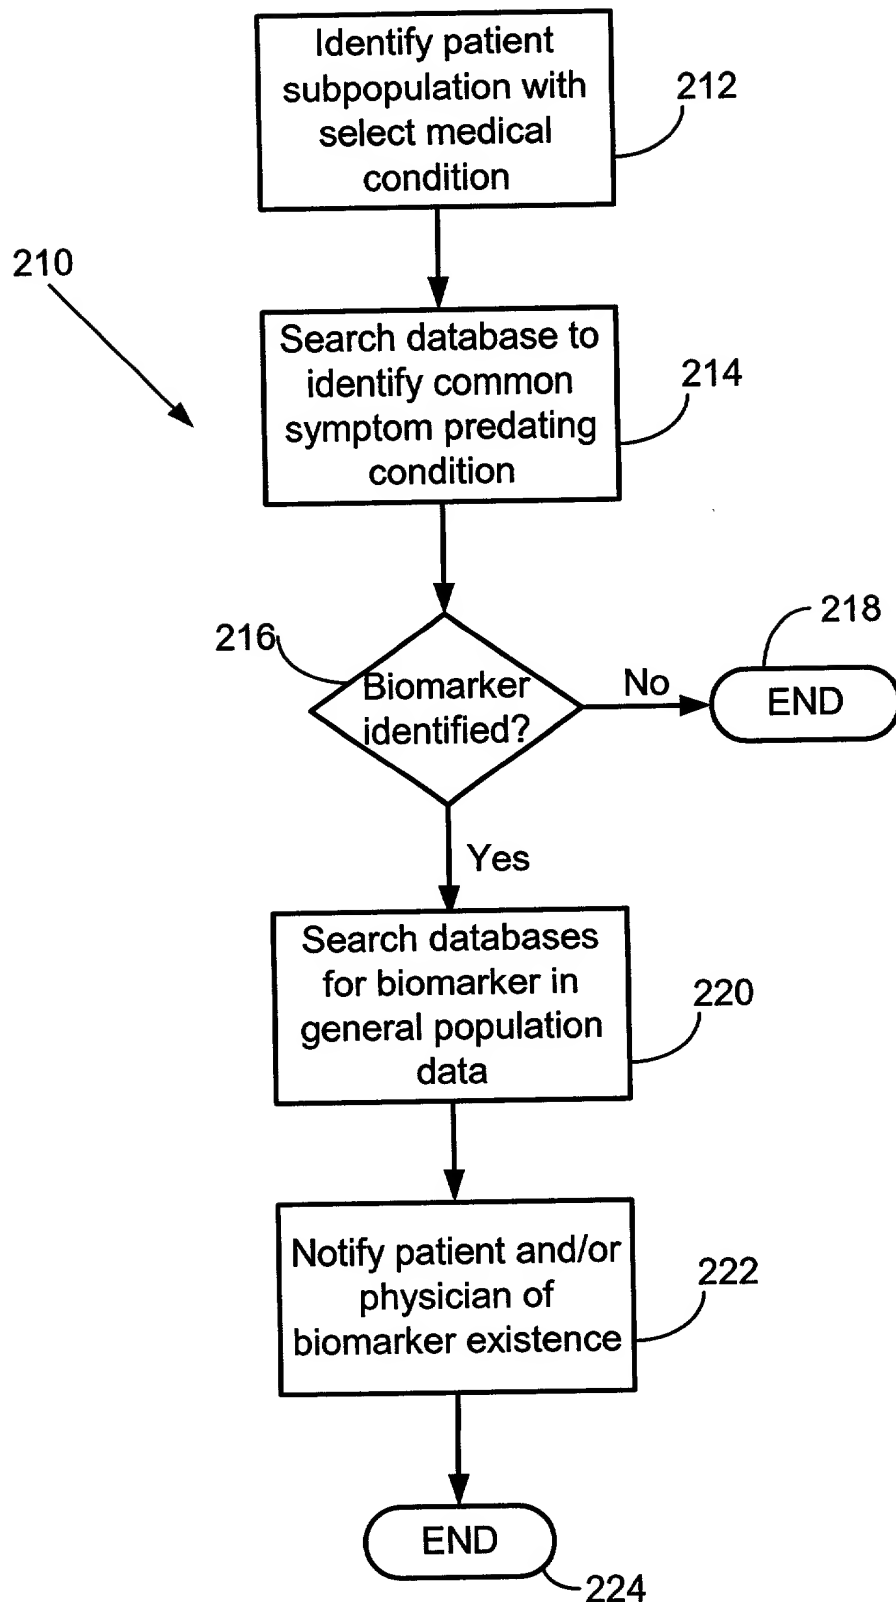 Identify patient
subpopulation with
select medical
condition
212
210
Search database to
identify common
symptom predating
condition
214
216
Biomarker
identified?
No
218
END
Yes
Search databases
for biomarker in
general population
data
220
Notify patient and/or
physician of
biomarker existence
222
END
224